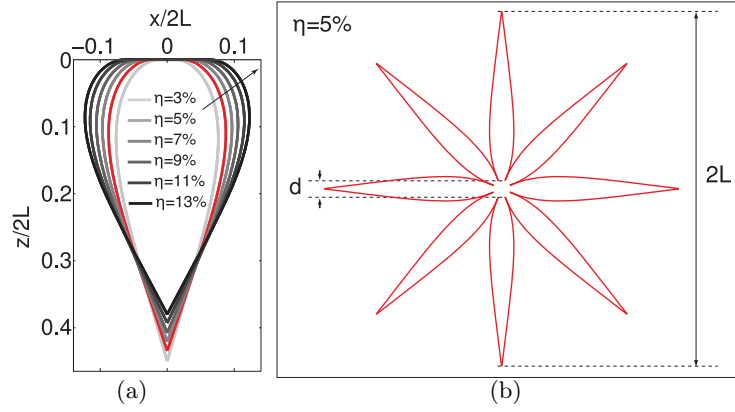 x/2L
−0.1 0 0.1
0
0.1
0.2
0.3
0.4
z/2L
η=3%
η=5%
η=7%
η=9%
η=11%
η=13%
(a)
η=5%
d
2L
(b)